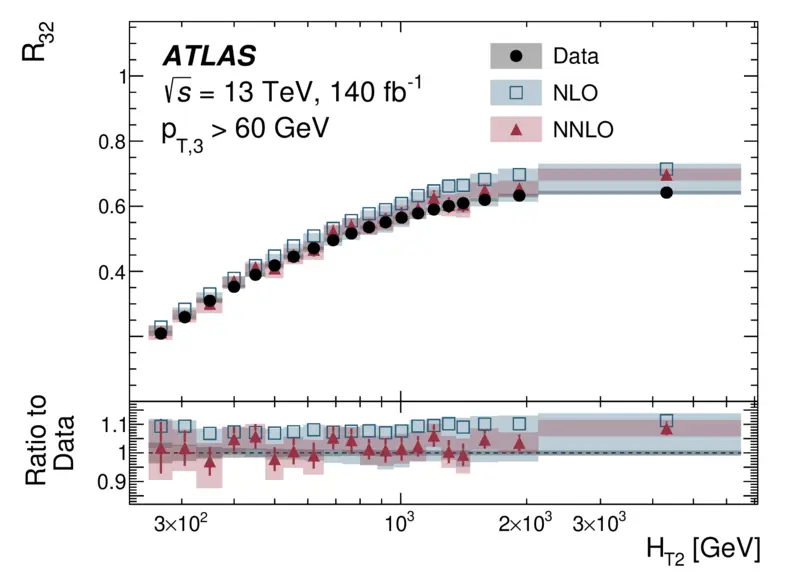 R32
ATLAS
√s = 13 TeV, 140 fb-1
pT,3 > 60 GeV
Data
NLO
NNLO
1
0.8
0.6
0.4
Ratio to
Data
1.1
1
0.9
3×10²
10³
2×10³
3×10³
HT2 [GeV]